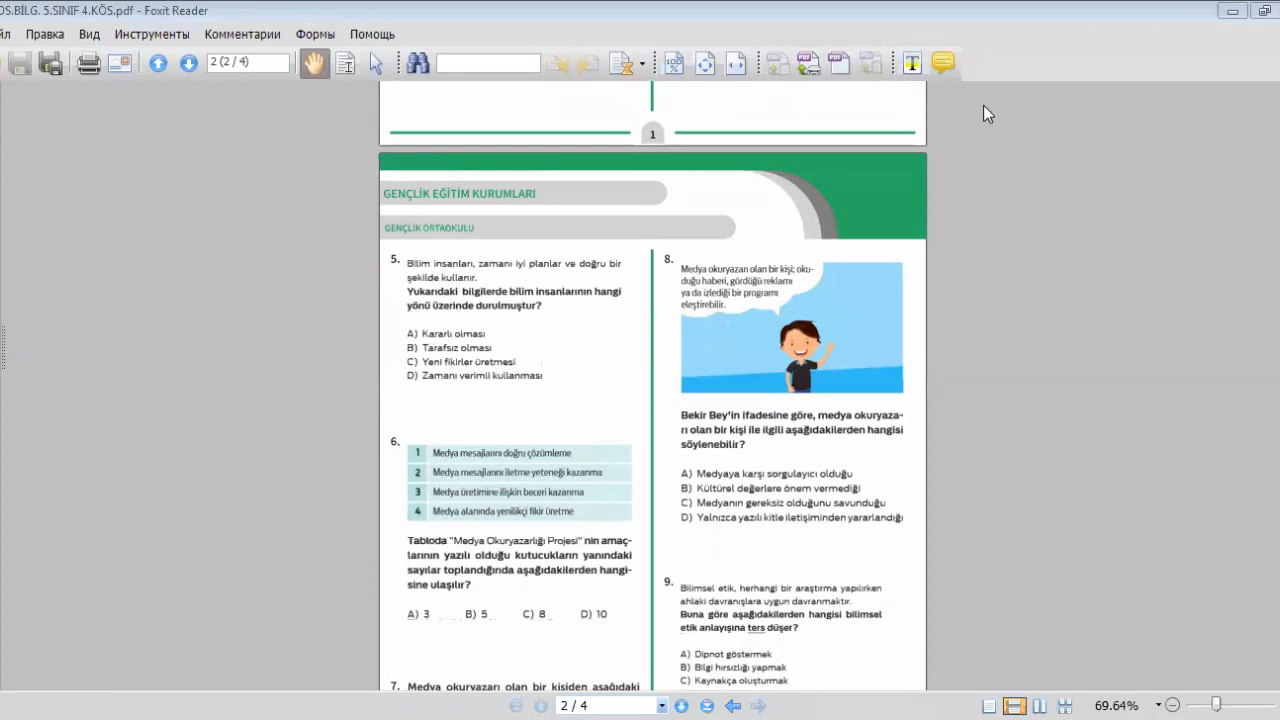 OS.BİLG. 5.SINIF 4.KÖS.pdf - Foxit Reader
Правка Вид Инструменты Комментарии Формы Помощь
2 (2 / 4)
1
GENÇLİK EĞİTİM KURUMLARI
GENÇLİK ORTAOKULU
5. Bilim insanları, zamanı iyi planlar ve doğru bir
şekilde kullanır.
Yukarıdaki bilgilerde bilim insanlarının hangi
yönü üzerinde durulmuştur?
A) Kararlı olması
B) Tarafsız olması
C) Yeni fikirler üretmesi
D) Zamanı verimli kullanması
6.
1 Medya mesajlarını doğru çözümleme
2 Medya mesajlarını iletme yeteneği kazanma
3 Medya üretimine ilişkin beceri kazanma
4 Medya alanında yenilikçi fikir üretme
Tabloda "Medya Okuryazarlığı Projesi" nin amaç-
larının yazılı olduğu kutucukların yanındaki
sayılar toplandığında aşağıdakilerden hangi-
sine ulaşılır?
A) 3 B) 5 C) 8 D) 10
7. Medya okuryazarı olan bir kişiden aşağıdaki
8.
Medya okuryazarı olan bir kişi; oku-
duğu haberi, gördüğü reklamı
ya da izlediği bir programı
eleştirebilir.
Bekir Bey'in ifadesine göre, medya okuryaza-
rı olan bir kişi ile ilgili aşağıdakilerden hangisi
söylenebilir?
A) Medyaya karşı sorgulayıcı olduğu
B) Kültürel değerlere önem vermediği
C) Medyanın gereksiz olduğunu savunduğu
D) Yalnızca yazılı kitle iletişiminden yararlandığı
9. Bilimsel etik, herhangi bir araştırma yapılırken
ahlaki davranışlara uygun davranmaktır.
Buna göre aşağıdakilerden hangisi bilimsel
etik anlayışına ters düşer?
A) Dipnot göstermek
B) Bilgi hırsızlığı yapmak
C) Kaynakça oluşturmak
2 / 4
69.64%